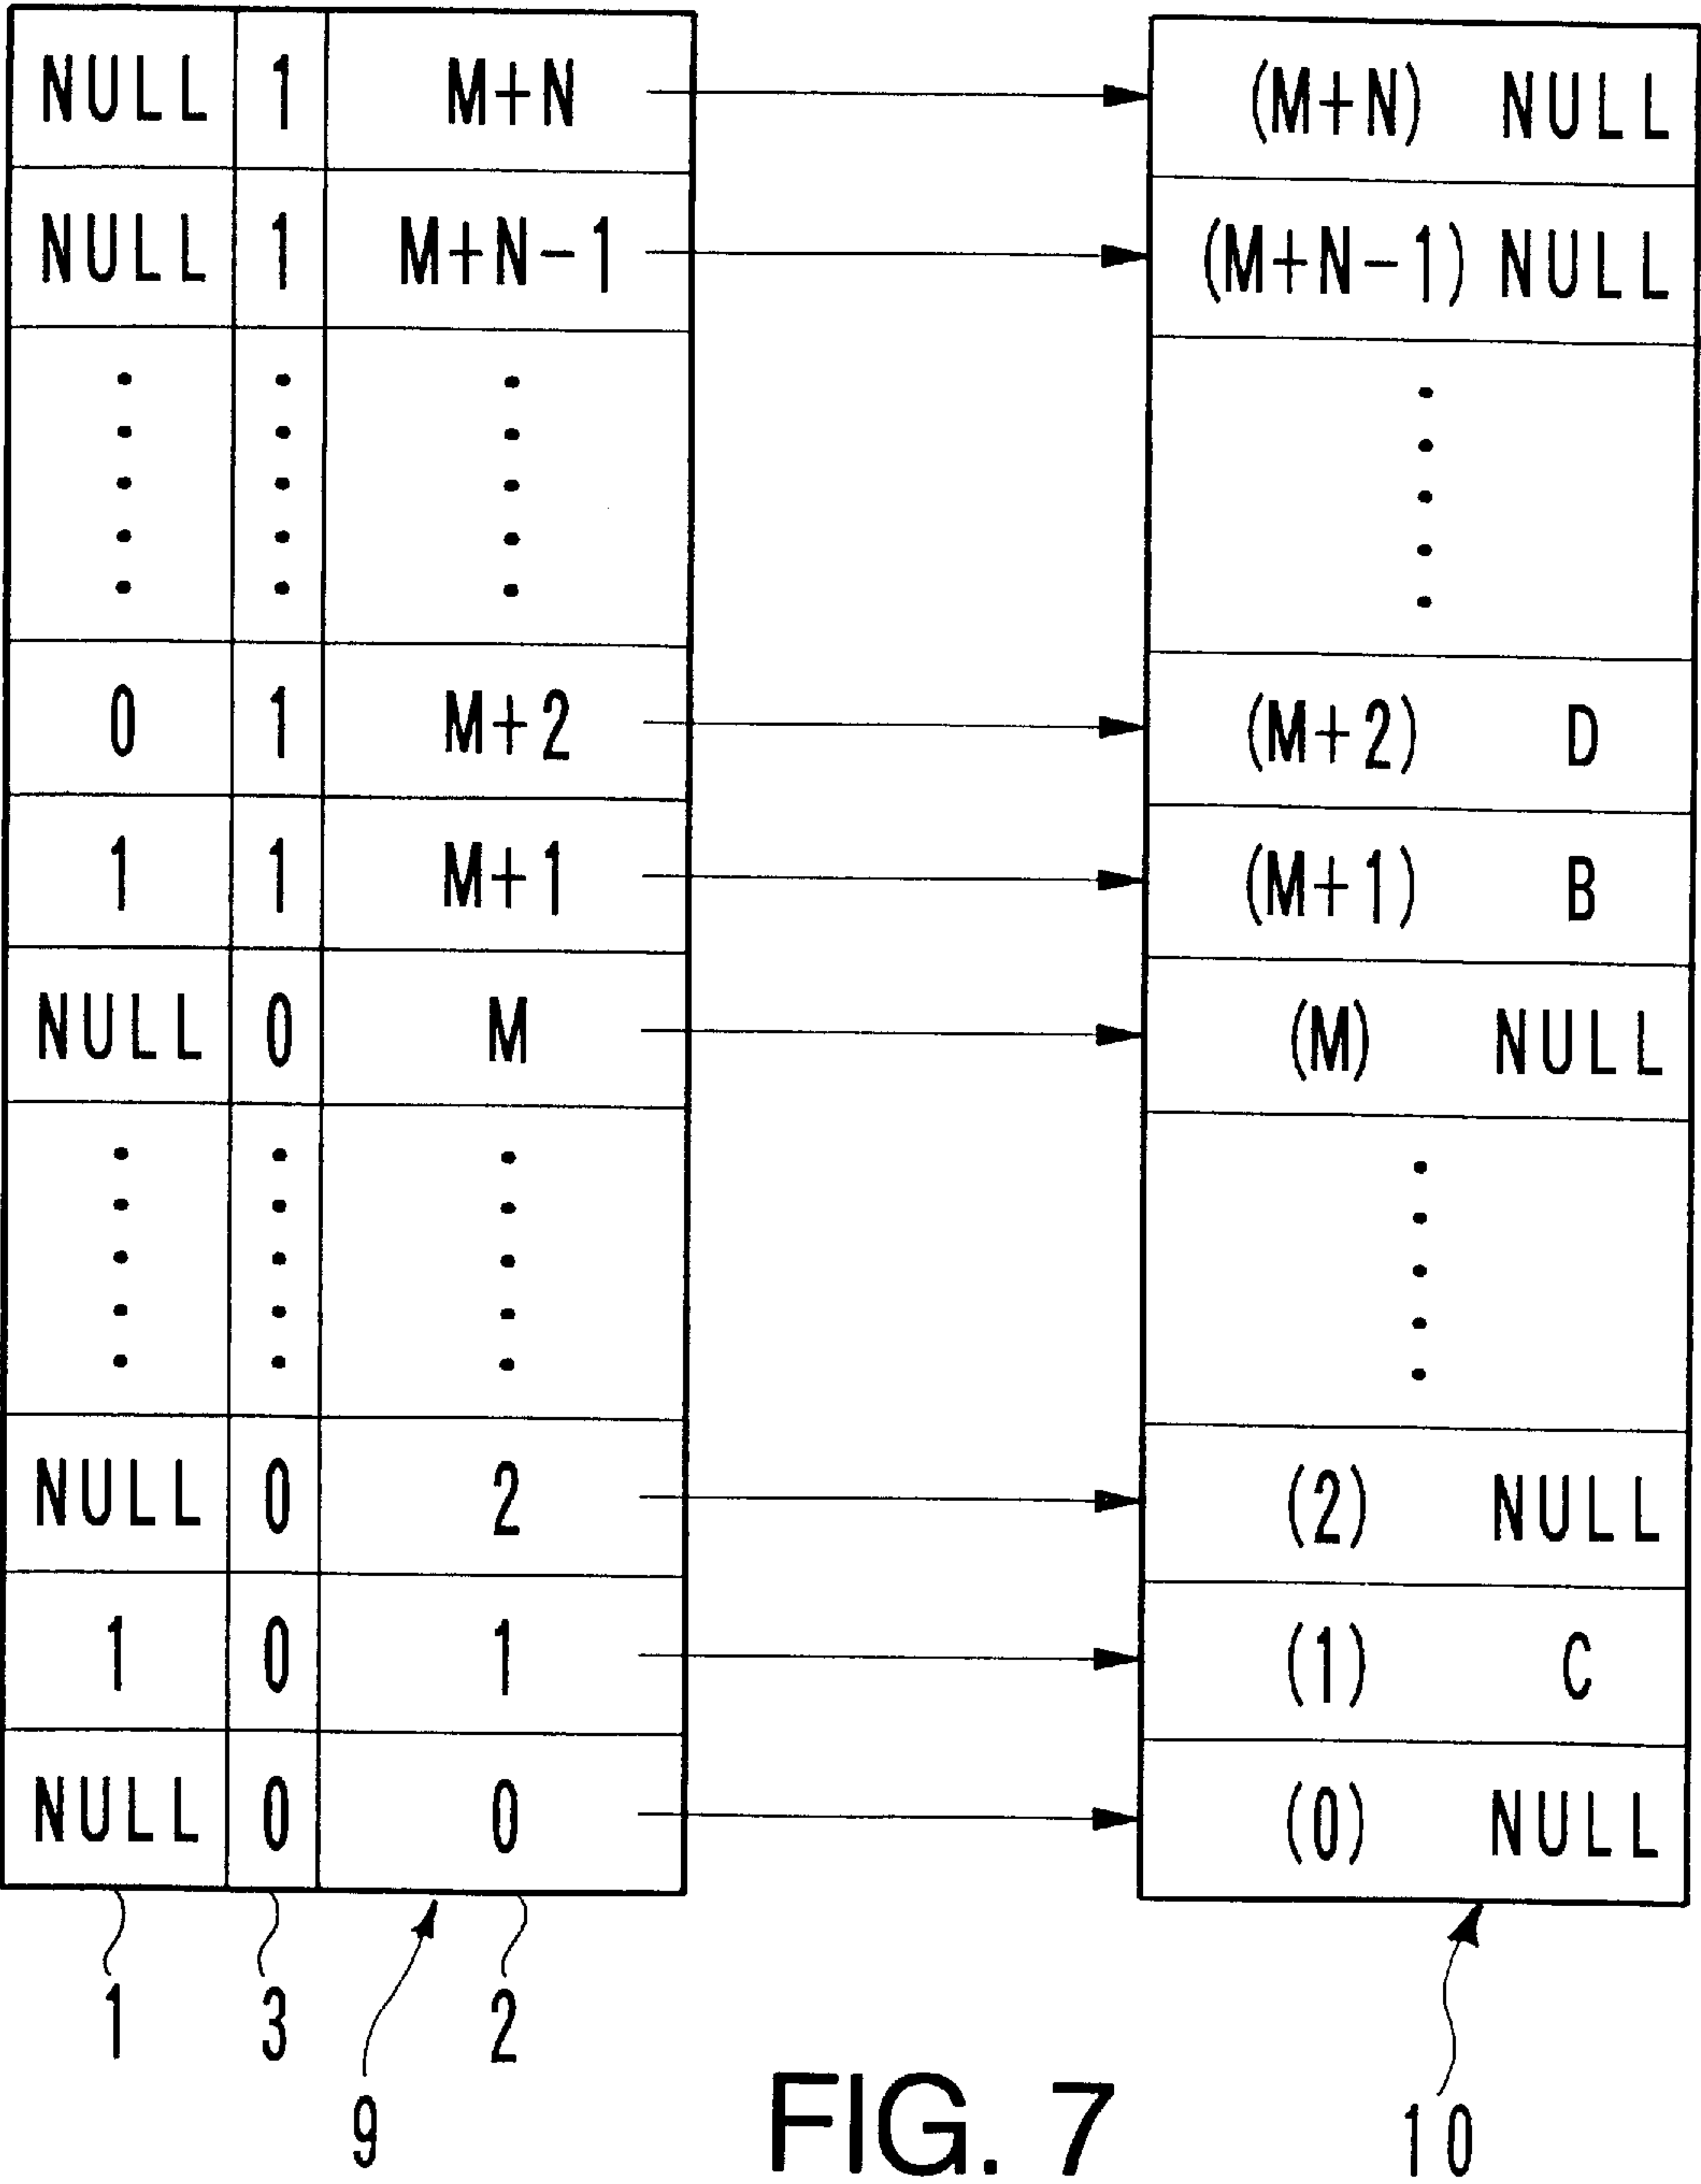 NULL 1 M+N (M+N) NULL
NULL 1 M+N-1 (M+N-1) NULL
0 1 M+2 (M+2) D
1 1 M+1 (M+1) B
NULL 0 M (M) NULL
NULL 0 2 (2) NULL
1 0 1 (1) C
NULL 0 0 (0) NULL
1 3 2
9 10
FIG. 7